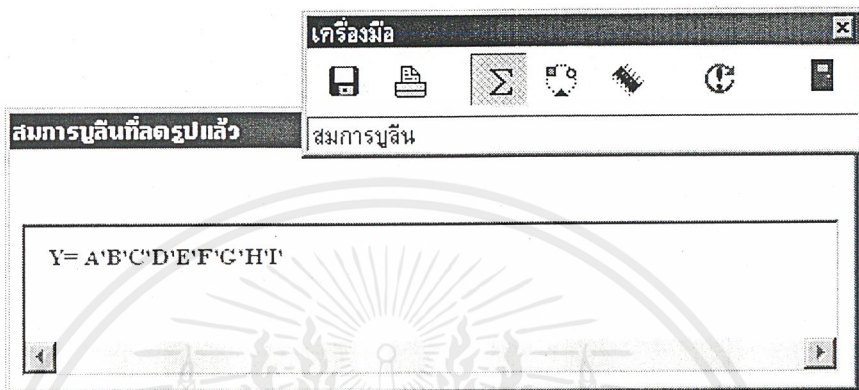 เครื่องมือ
สมการบูลีน
สมการบูลีนที่ลดรูปแล้ว
Y= A'B'C'D'E'F'G'H'I'